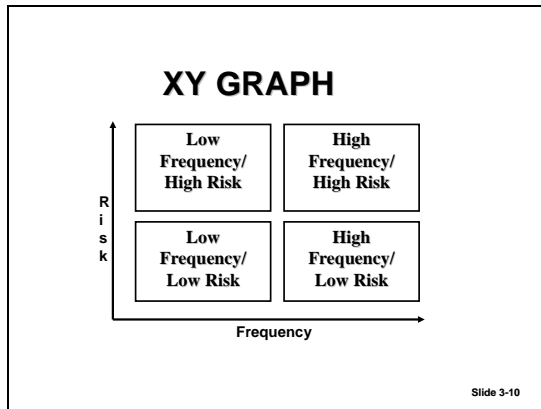 XY GRAPH
Low
Frequency/
High Risk
High
Frequency/
High Risk
Risk
Low
Frequency/
Low Risk
High
Frequency/
Low Risk
Frequency
Slide 3-10